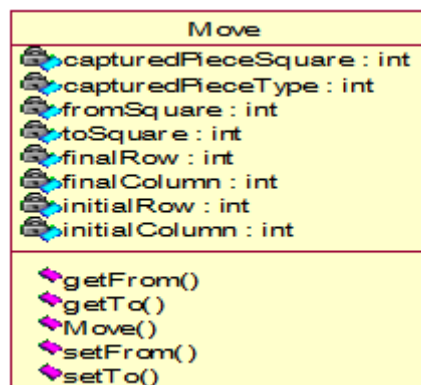 Move
capturedPieceSquare : int
capturedPieceType : int
fromSquare : int
toSquare : int
finalRow : int
finalColumn : int
initialRow : int
initialColumn : int
getFrom()
getTo()
Move()
setFrom()
setTo()